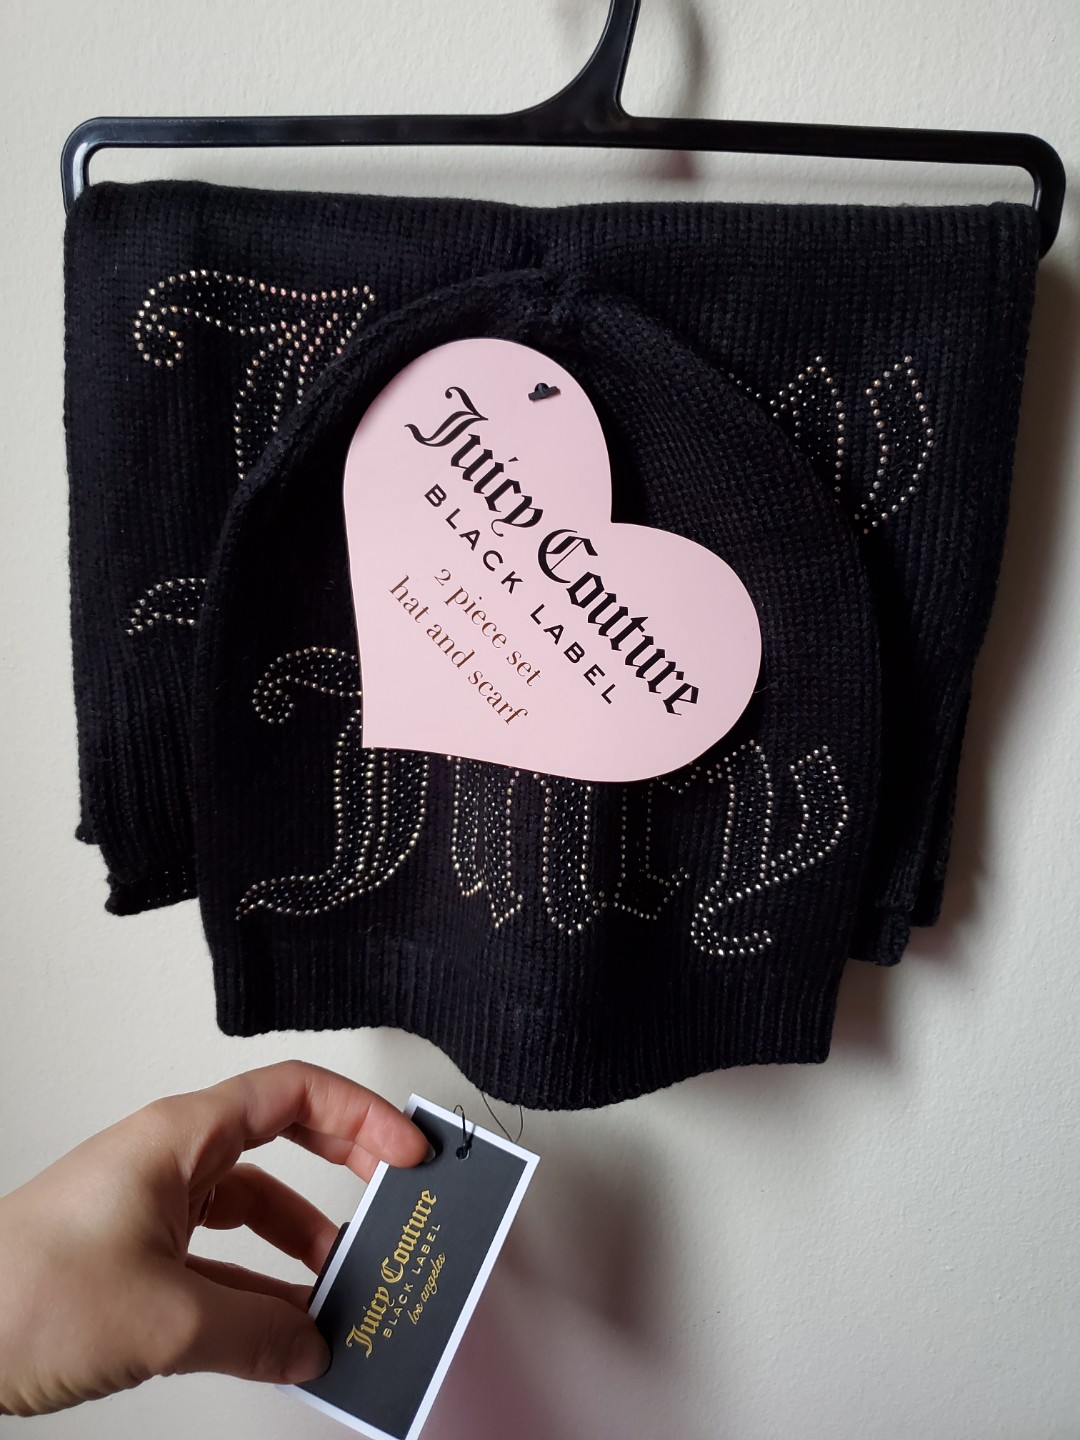 Juicy Couture
BLACK LABEL
2 piece set
hat and scarf
Juicy
Juicy Couture
BLACK LABEL
los angeles